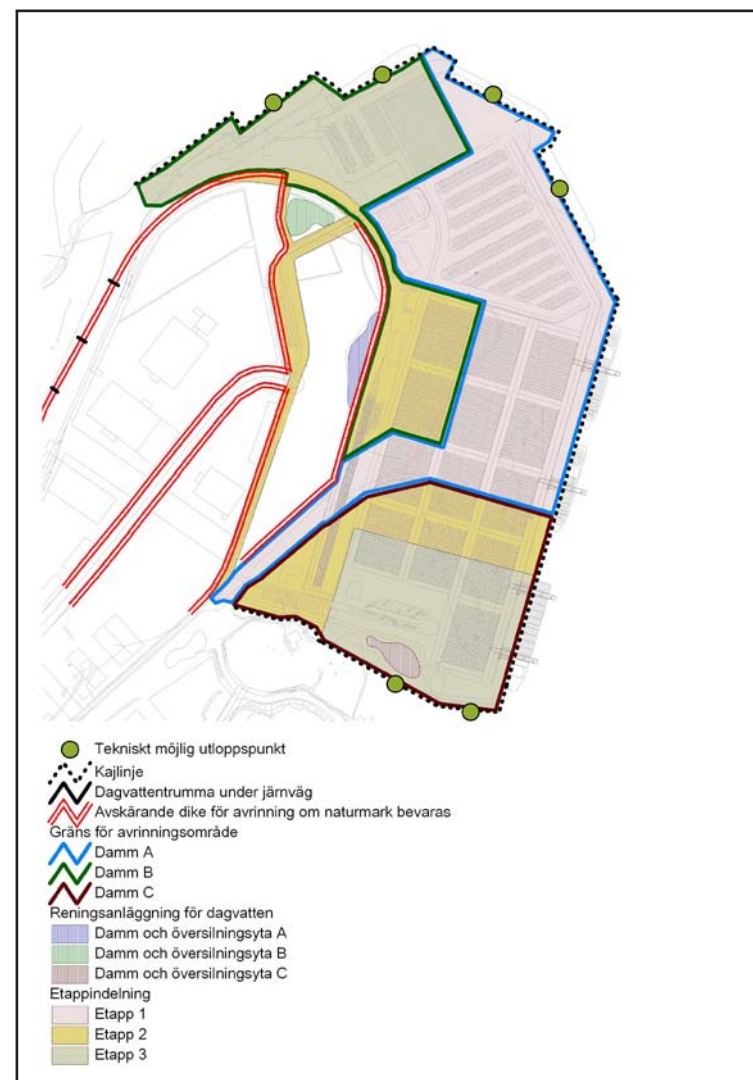 Tekniskt möjlig utloppspunkt
Kajlinje
Dagvattentrumma under järnväg
Avskärande dike för avrinning om naturmark bevaras
Gräns för avrinningsområde
Damm A
Damm B
Damm C
Reningsanläggning för dagvatten
Damm och översilningsyta A
Damm och översilningsyta B
Damm och översilningsyta C
Etappindelning
Etapp 1
Etapp 2
Etapp 3